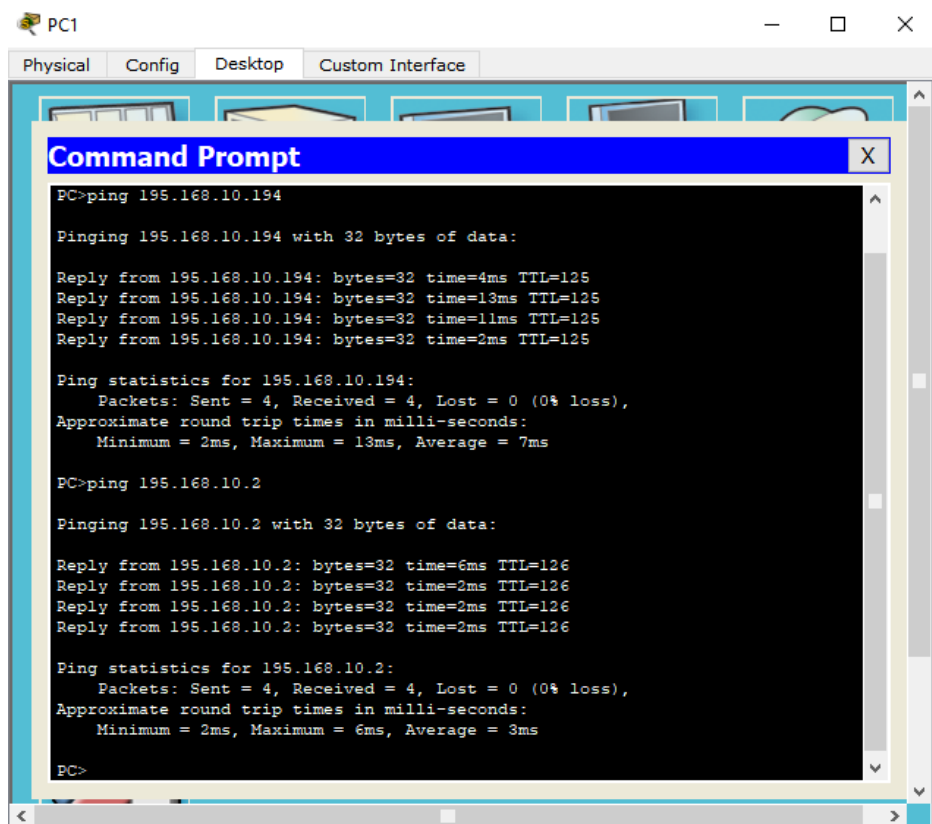 PC1
Physical Config Desktop Custom Interface
Command Prompt
X
PC>ping 195.168.10.194
Pinging 195.168.10.194 with 32 bytes of data:
Reply from 195.168.10.194: bytes=32 time=4ms TTL=125
Reply from 195.168.10.194: bytes=32 time=13ms TTL=125
Reply from 195.168.10.194: bytes=32 time=11ms TTL=125
Reply from 195.168.10.194: bytes=32 time=2ms TTL=125
Ping statistics for 195.168.10.194:
Packets: Sent = 4, Received = 4, Lost = 0 (0% loss),
Approximate round trip times in milli-seconds:
Minimum = 2ms, Maximum = 13ms, Average = 7ms
PC>ping 195.168.10.2
Pinging 195.168.10.2 with 32 bytes of data:
Reply from 195.168.10.2: bytes=32 time=6ms TTL=126
Reply from 195.168.10.2: bytes=32 time=2ms TTL=126
Reply from 195.168.10.2: bytes=32 time=2ms TTL=126
Reply from 195.168.10.2: bytes=32 time=2ms TTL=126
Ping statistics for 195.168.10.2:
Packets: Sent = 4, Received = 4, Lost = 0 (0% loss),
Approximate round trip times in milli-seconds:
Minimum = 2ms, Maximum = 6ms, Average = 3ms
PC>